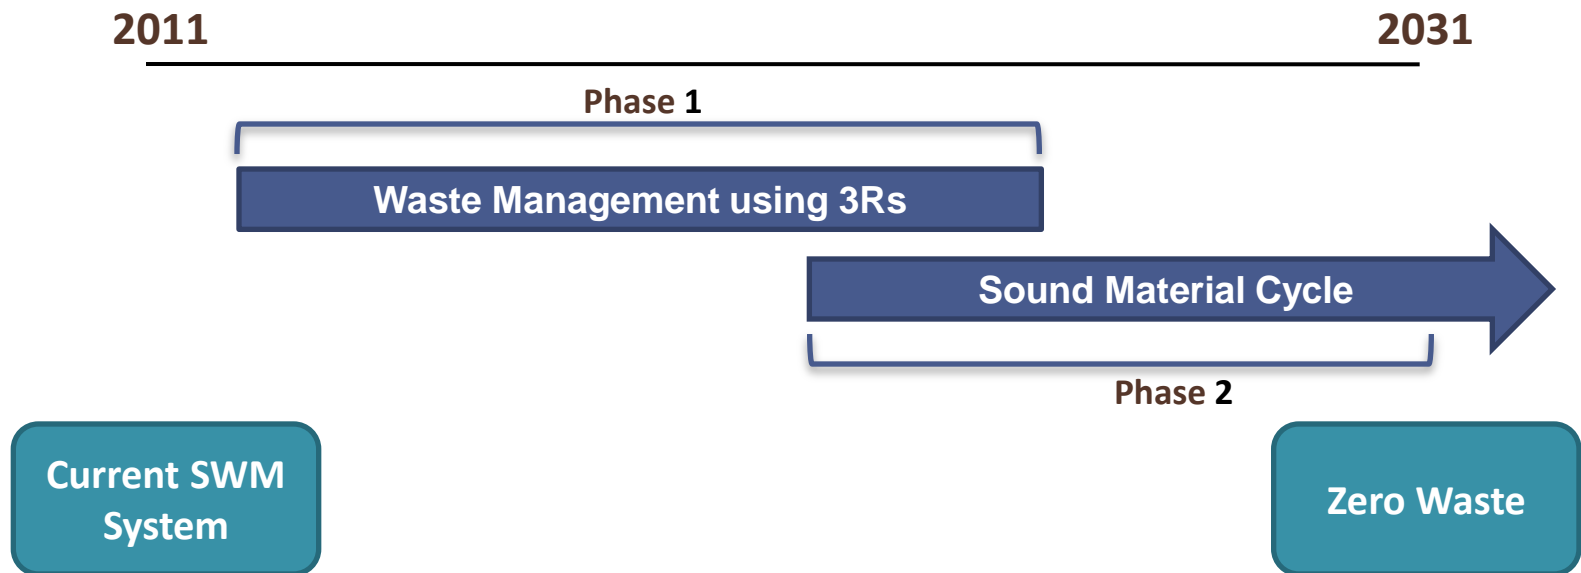 2011
2031
Phase 1
Waste Management using 3Rs
Sound Material Cycle
Phase 2
Current SWM
System
Zero Waste